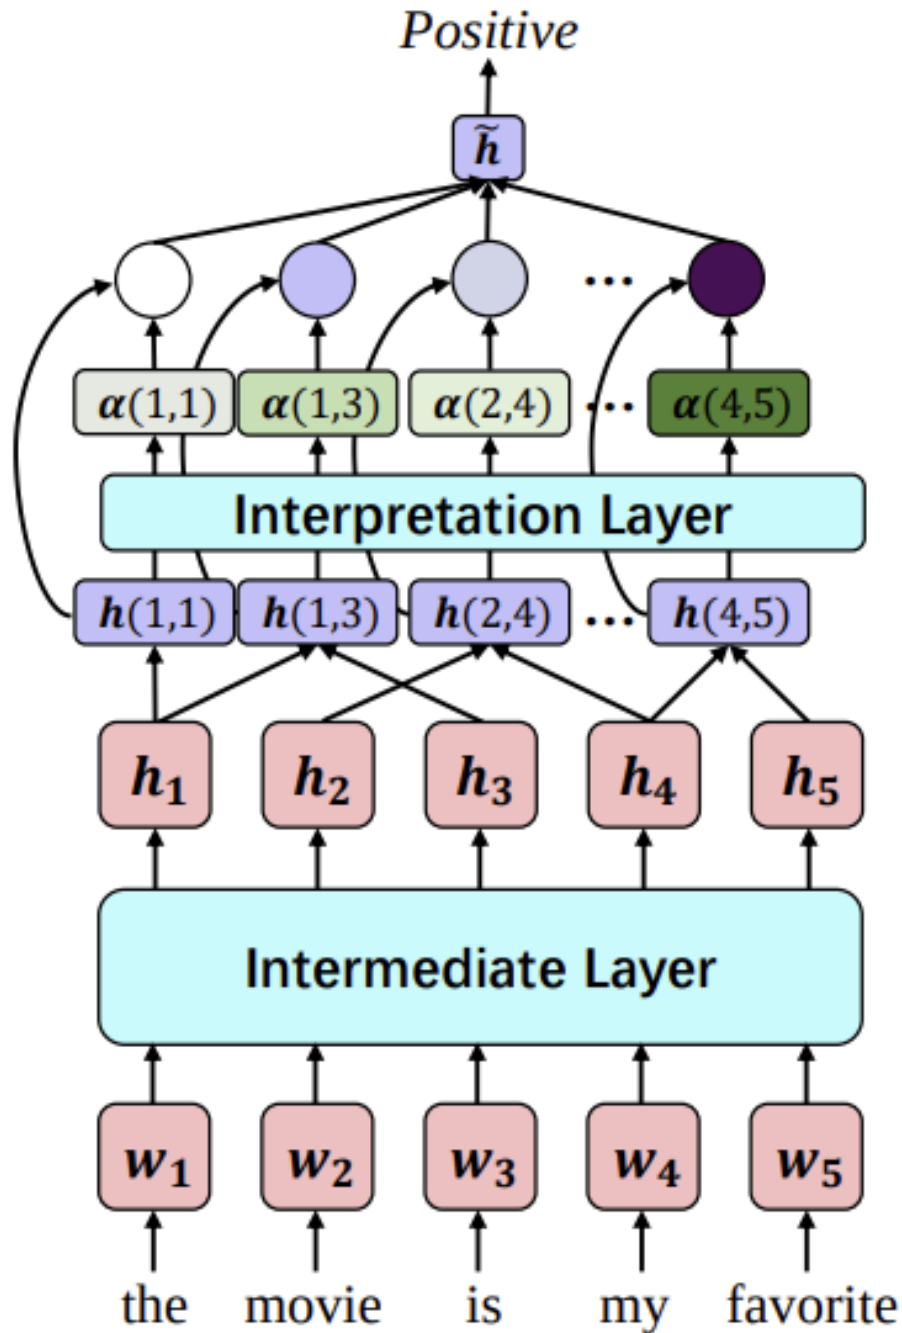 Positive
h̃
...
α(1,1) α(1,3) α(2,4) ... α(4,5)
Interpretation Layer
h(1,1) h(1,3) h(2,4) ... h(4,5)
h₁ h₂ h₃ h₄ h₅
Intermediate Layer
w₁ w₂ w₃ w₄ w₅
the movie is my favorite